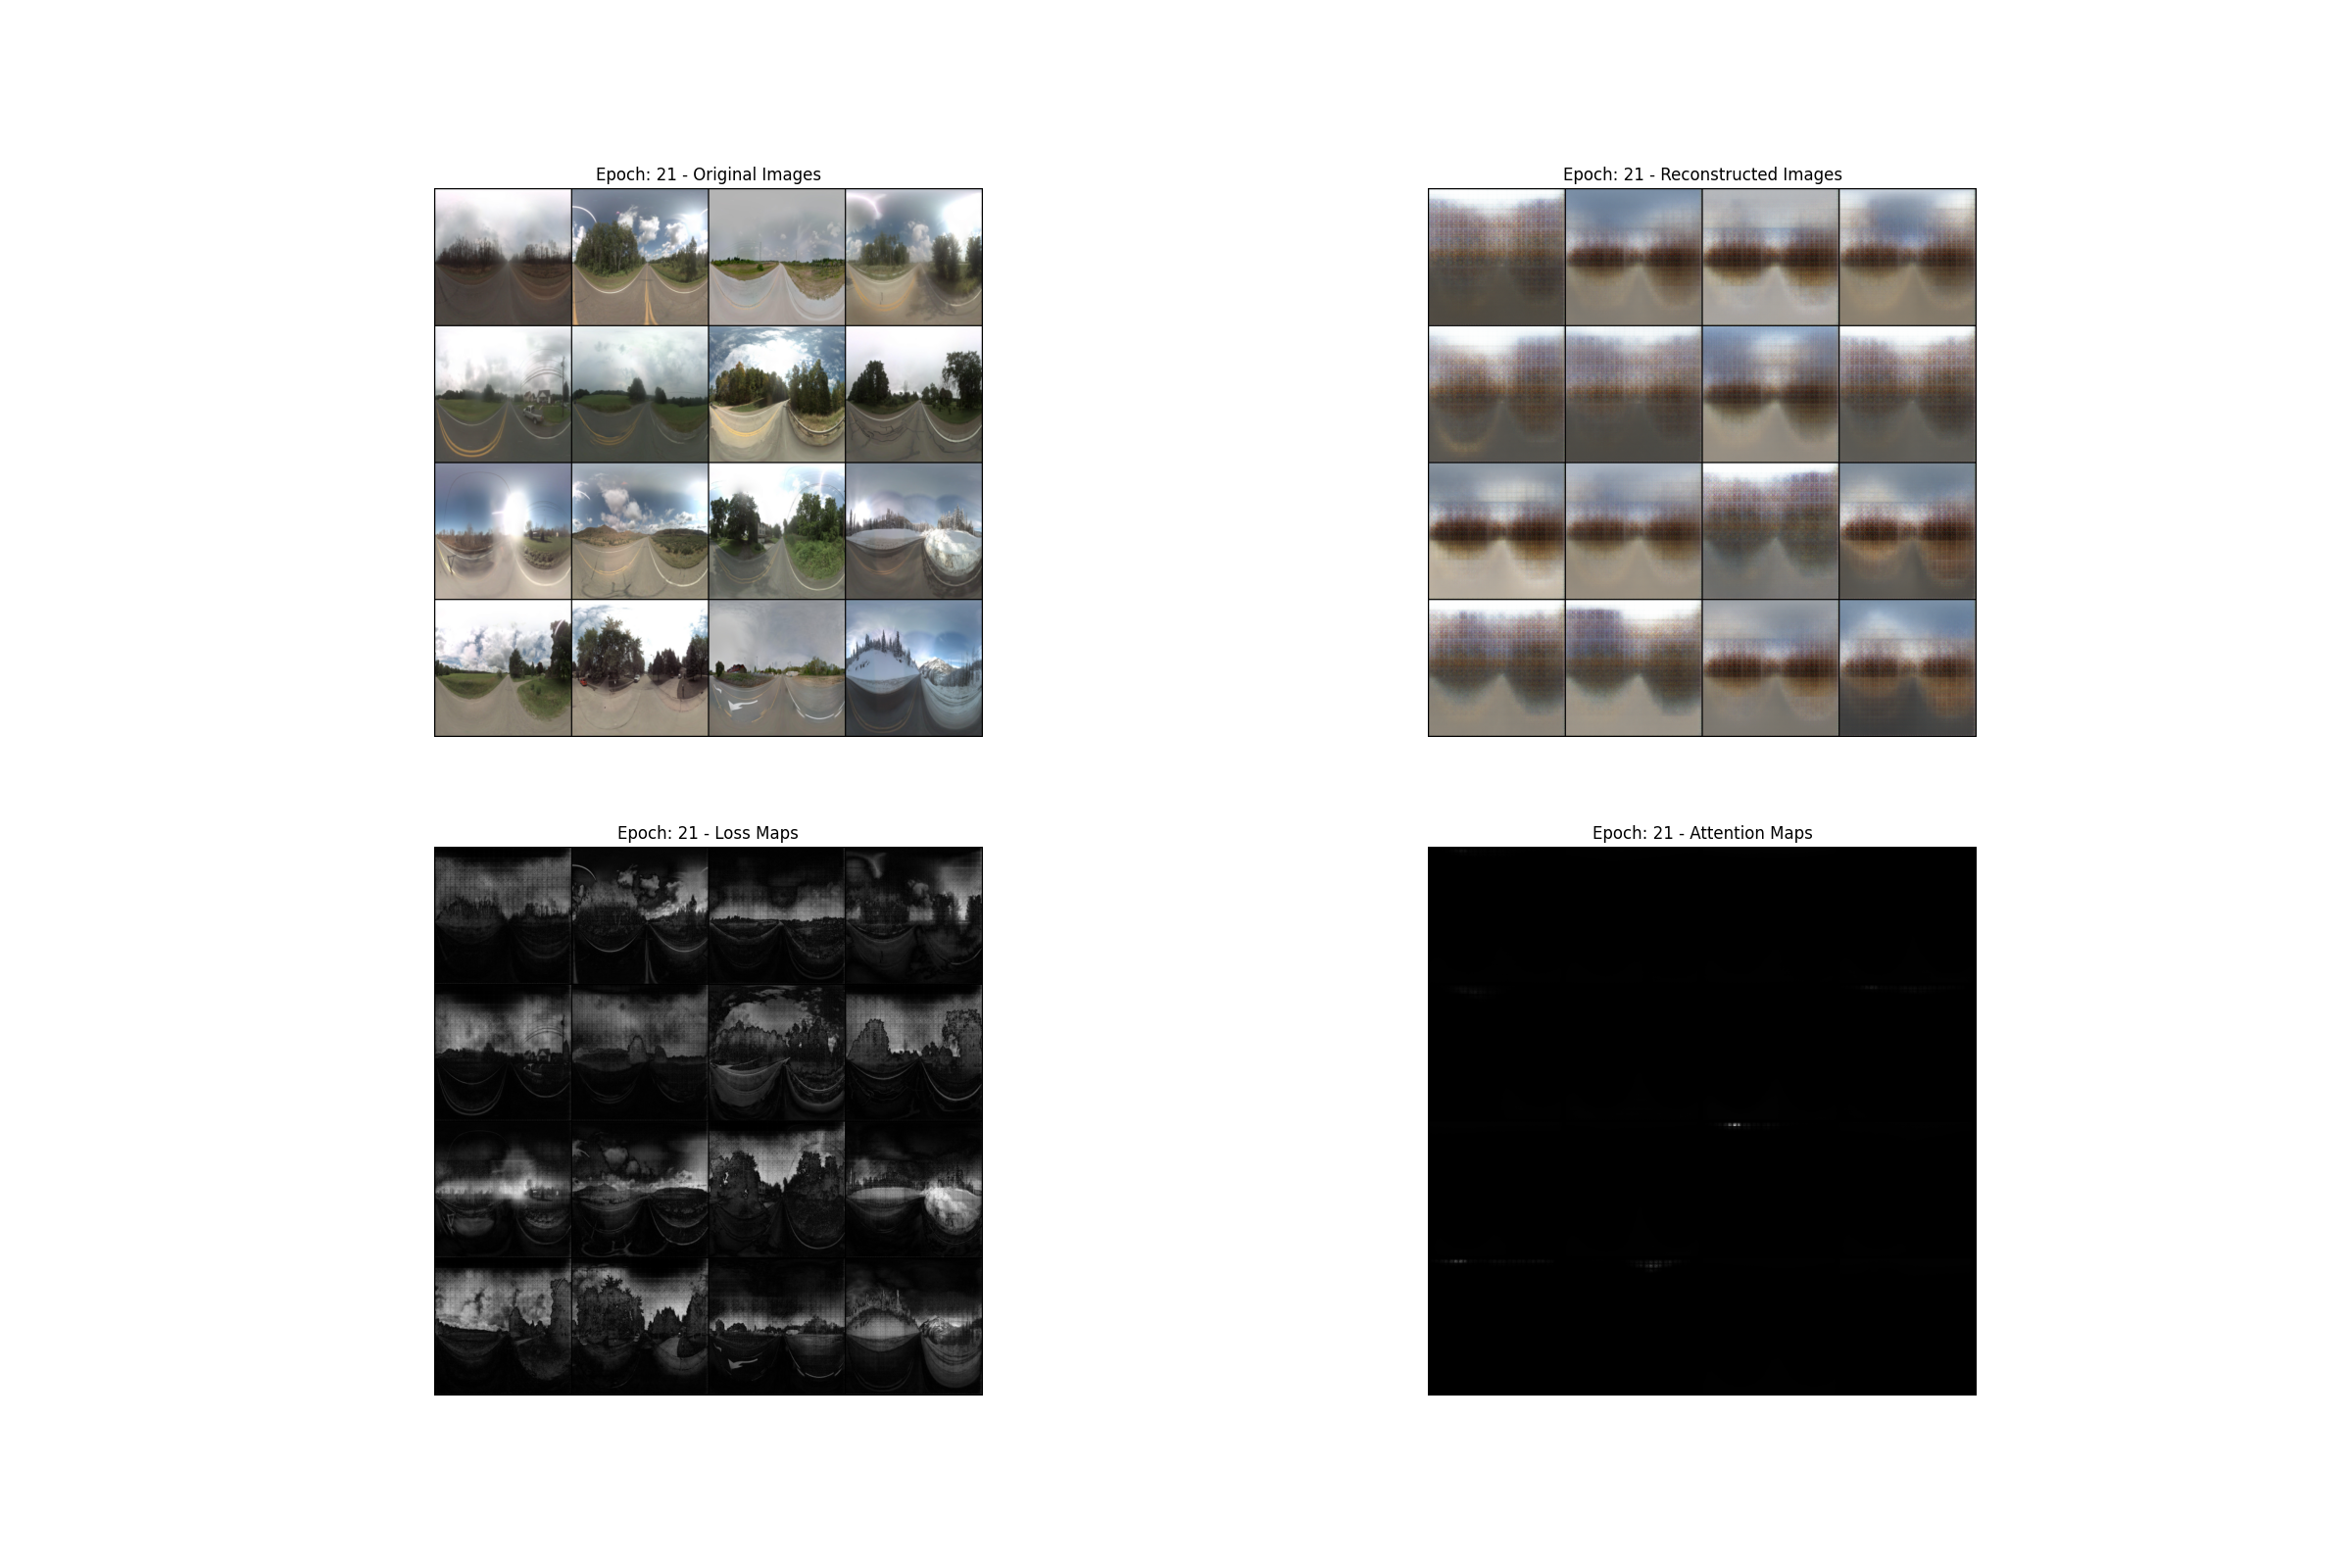 Epoch: 21 - Original Images
Epoch: 21 - Reconstructed Images
Epoch: 21 - Loss Maps
Epoch: 21 - Attention Maps